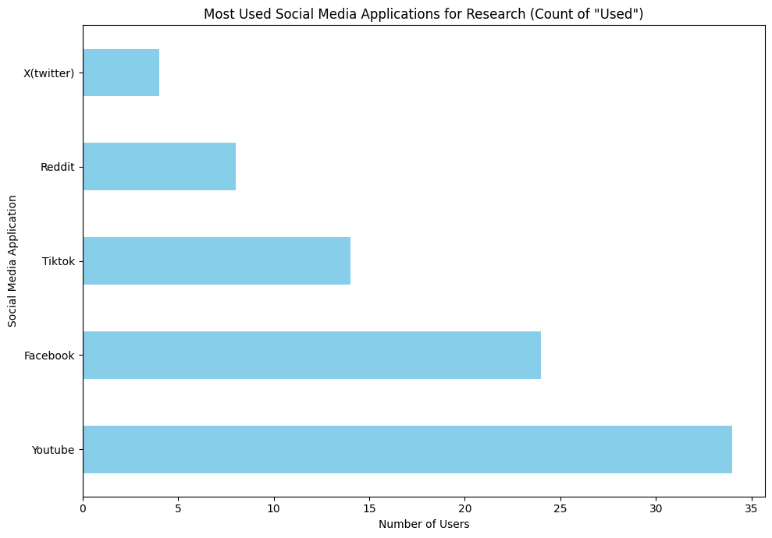 Most Used Social Media Applications for Research (Count of "Used")
Social Media Application
X(twitter)
Reddit
Tiktok
Facebook
Youtube
0 5 10 15 20 25 30 35
Number of Users